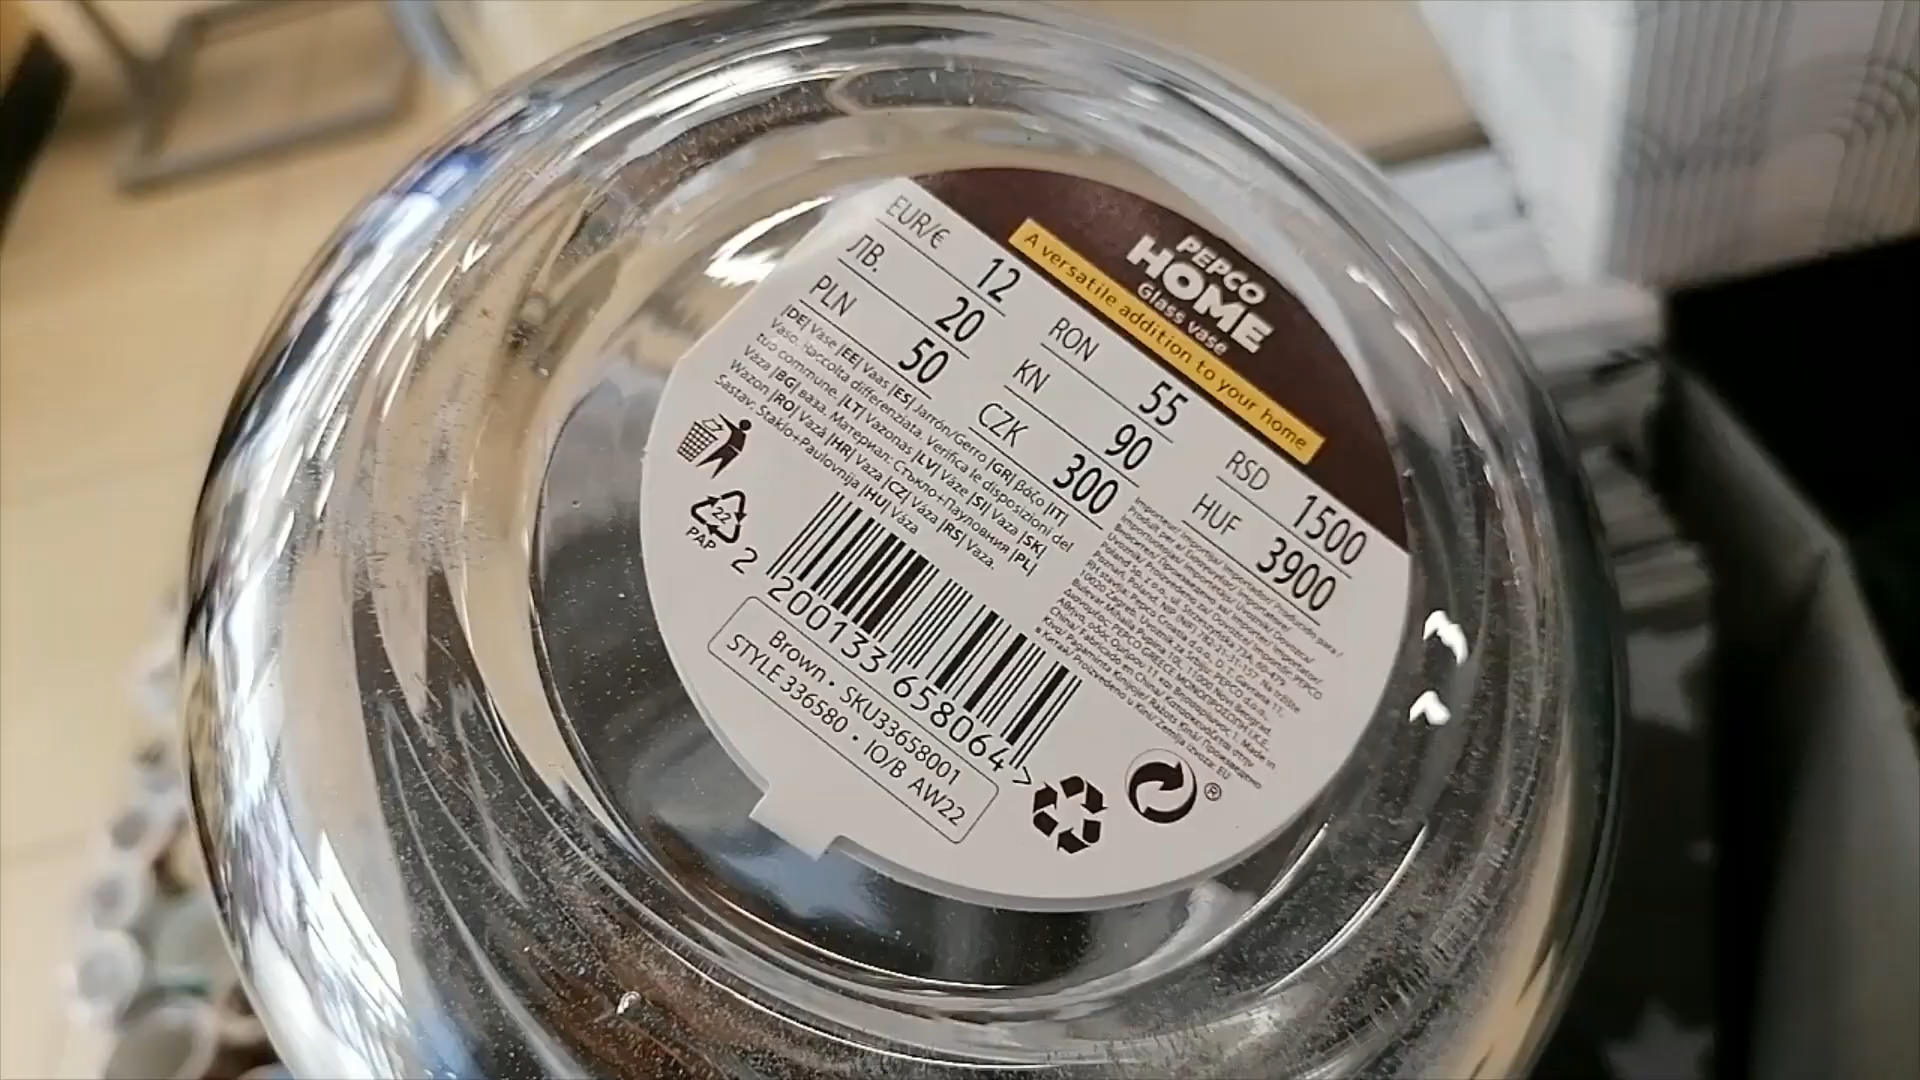 PEPCO
HOME
Glass vase
A versatile addition to your home
EUR/€ 12
ЛВ. 20
PLN 50
RON 55
KN 90
CZK 300
RSD 1500
HUF 3900
|DE| Vase |EE| Vaas |ES| Jarrón/Gerro |GR| βάζο |IT|
Vaso. Raccolta differenziata. Verifica le disposizioni del
tuo commune. |LT| Vazonas |LV| Vāze |SI| Vaza |SK|
Váza |BG| ваза. Материал: Стъкло+Пауловния |PL|
Wazon |RO| Vază |HR| Vaza |CZ| Váza |RS| Vaza.
Sastav: Staklo+Paulovnija |HU| Váza
22
PAP
2 200133 658064 >
Brown • SKU33658001
STYLE 336580 • IO/B AW22
®